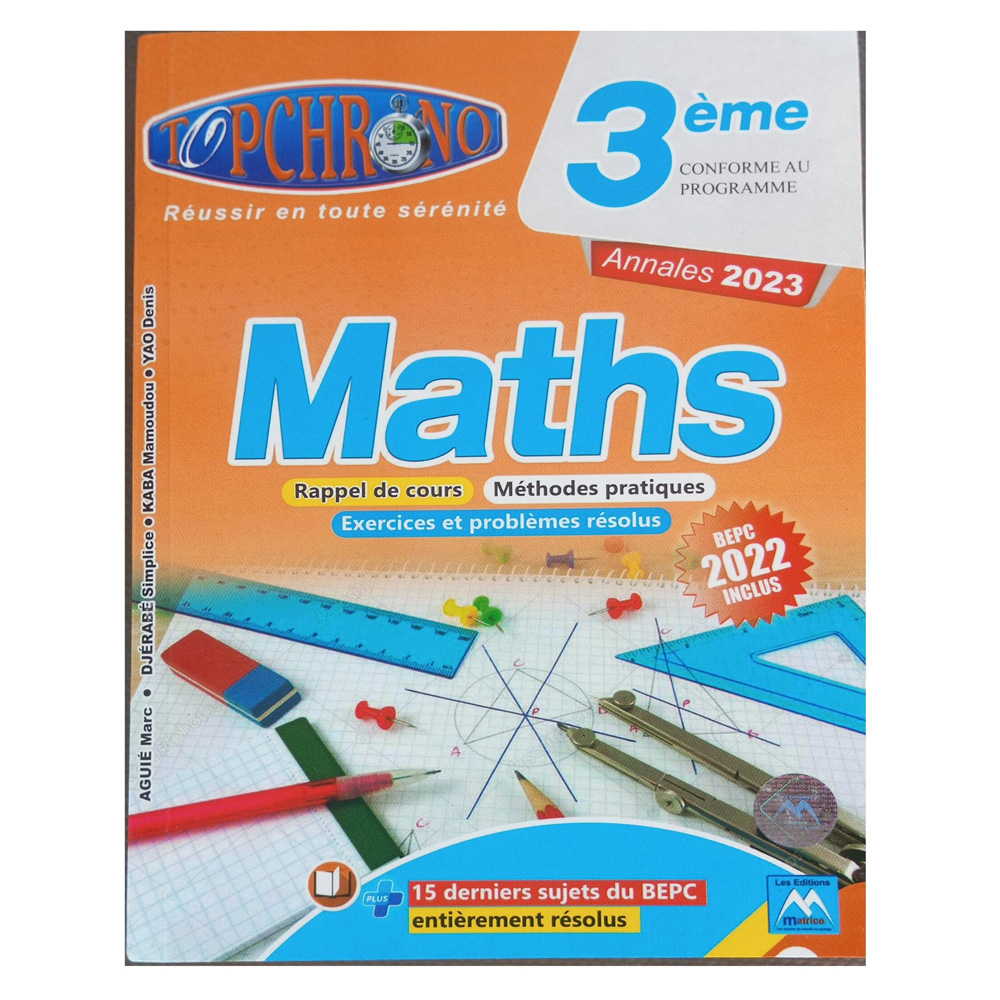 TOPCHRONO
Réussir en toute sérénité
3ème
CONFORME AU
PROGRAMME
Annales 2023
AGUIÉ Marc • DJÉRABÉ Simplice • KABA Mamoudou • YAO Denis
Maths
Rappel de cours
Méthodes pratiques
Exercices et problèmes résolus
BEPC
2022
INCLUS
C
P
A
B
PLUS
15 derniers sujets du BEPC
entièrement résolus
Les Editions
matrice